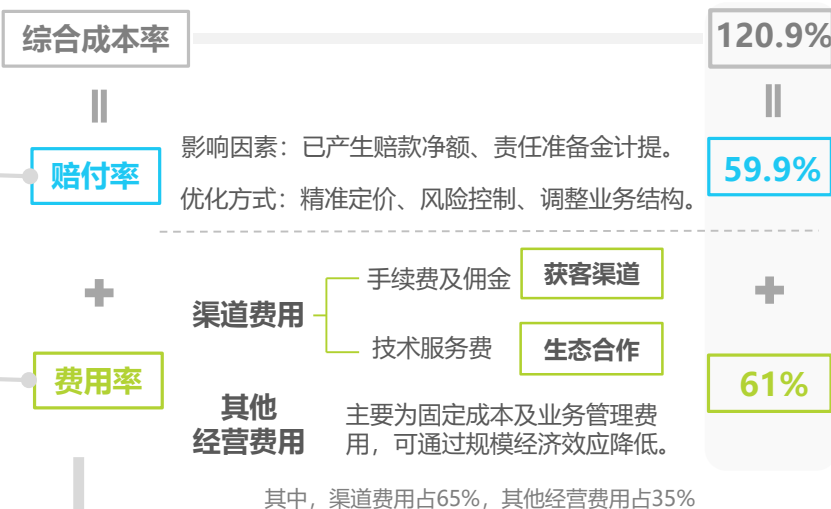 综合成本率
120.9%
=
=
赔付率
影响因素：已产生赔款净额、责任准备金计提。
优化方式：精准定价、风险控制、调整业务结构。
59.9%
+
+
渠道费用
手续费及佣金
获客渠道
技术服务费
生态合作
费用率
61%
其他
经营费用
主要为固定成本及业务管理费
用，可通过规模经济效应降低。
其中，渠道费用占65%，其他经营费用占35%